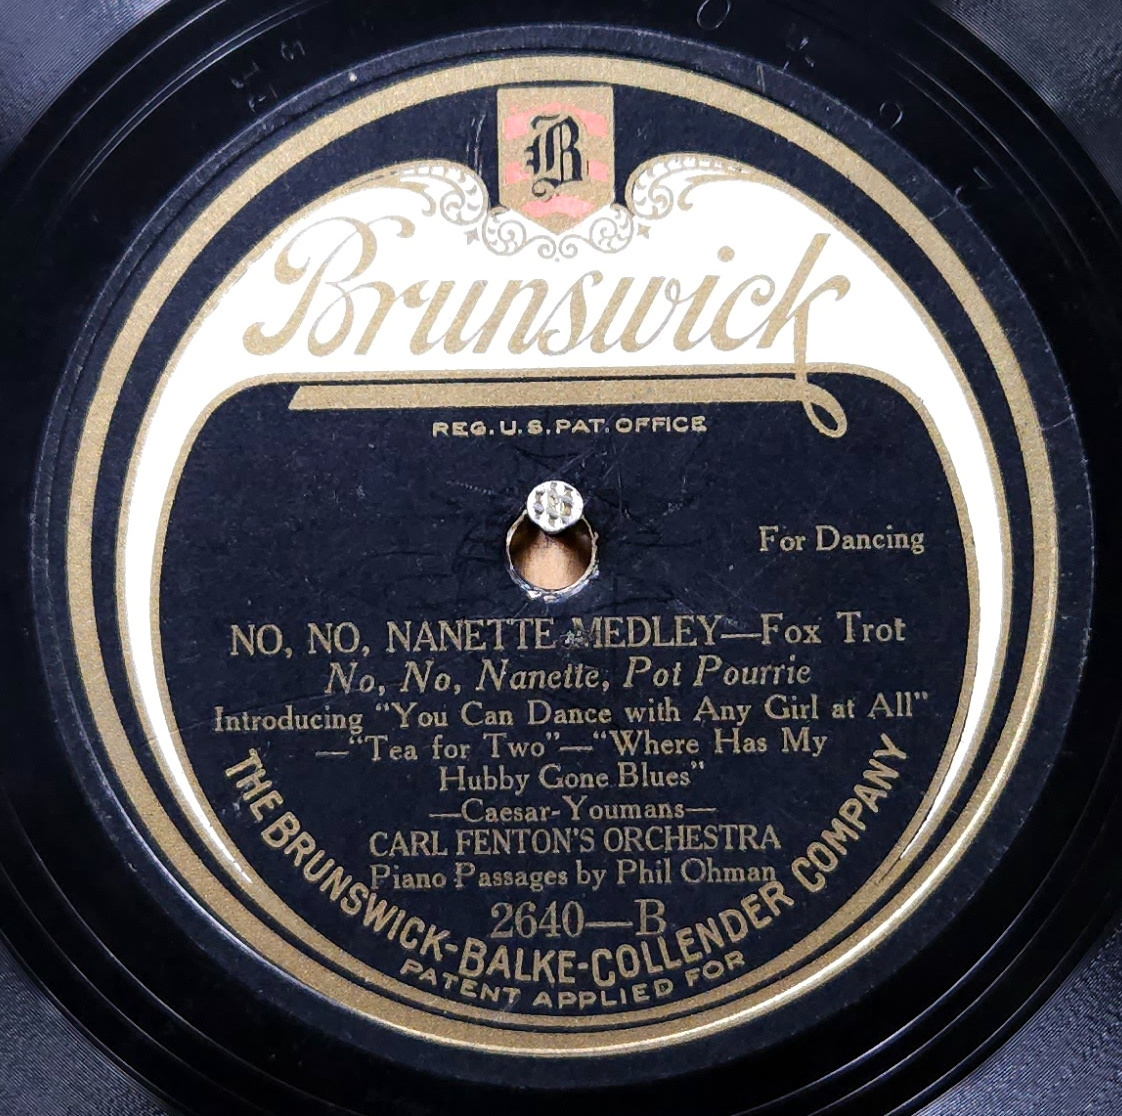 B
Brunswick
REG. U.S. PAT. OFFICE
For Dancing
NO, NO, NANETTE MEDLEY—Fox Trot
No, No, Nanette, Pot Pourrie
Introducing "You Can Dance with Any Girl at All"
—"Tea for Two"—"Where Has My
Hubby Gone Blues"
—Caesar-Youmans—
CARL FENTON'S ORCHESTRA
Piano Passages by Phil Ohman
2640—B
THE BRUNSWICK-BALKE-COLLENDER COMPANY
PATENT APPLIED FOR